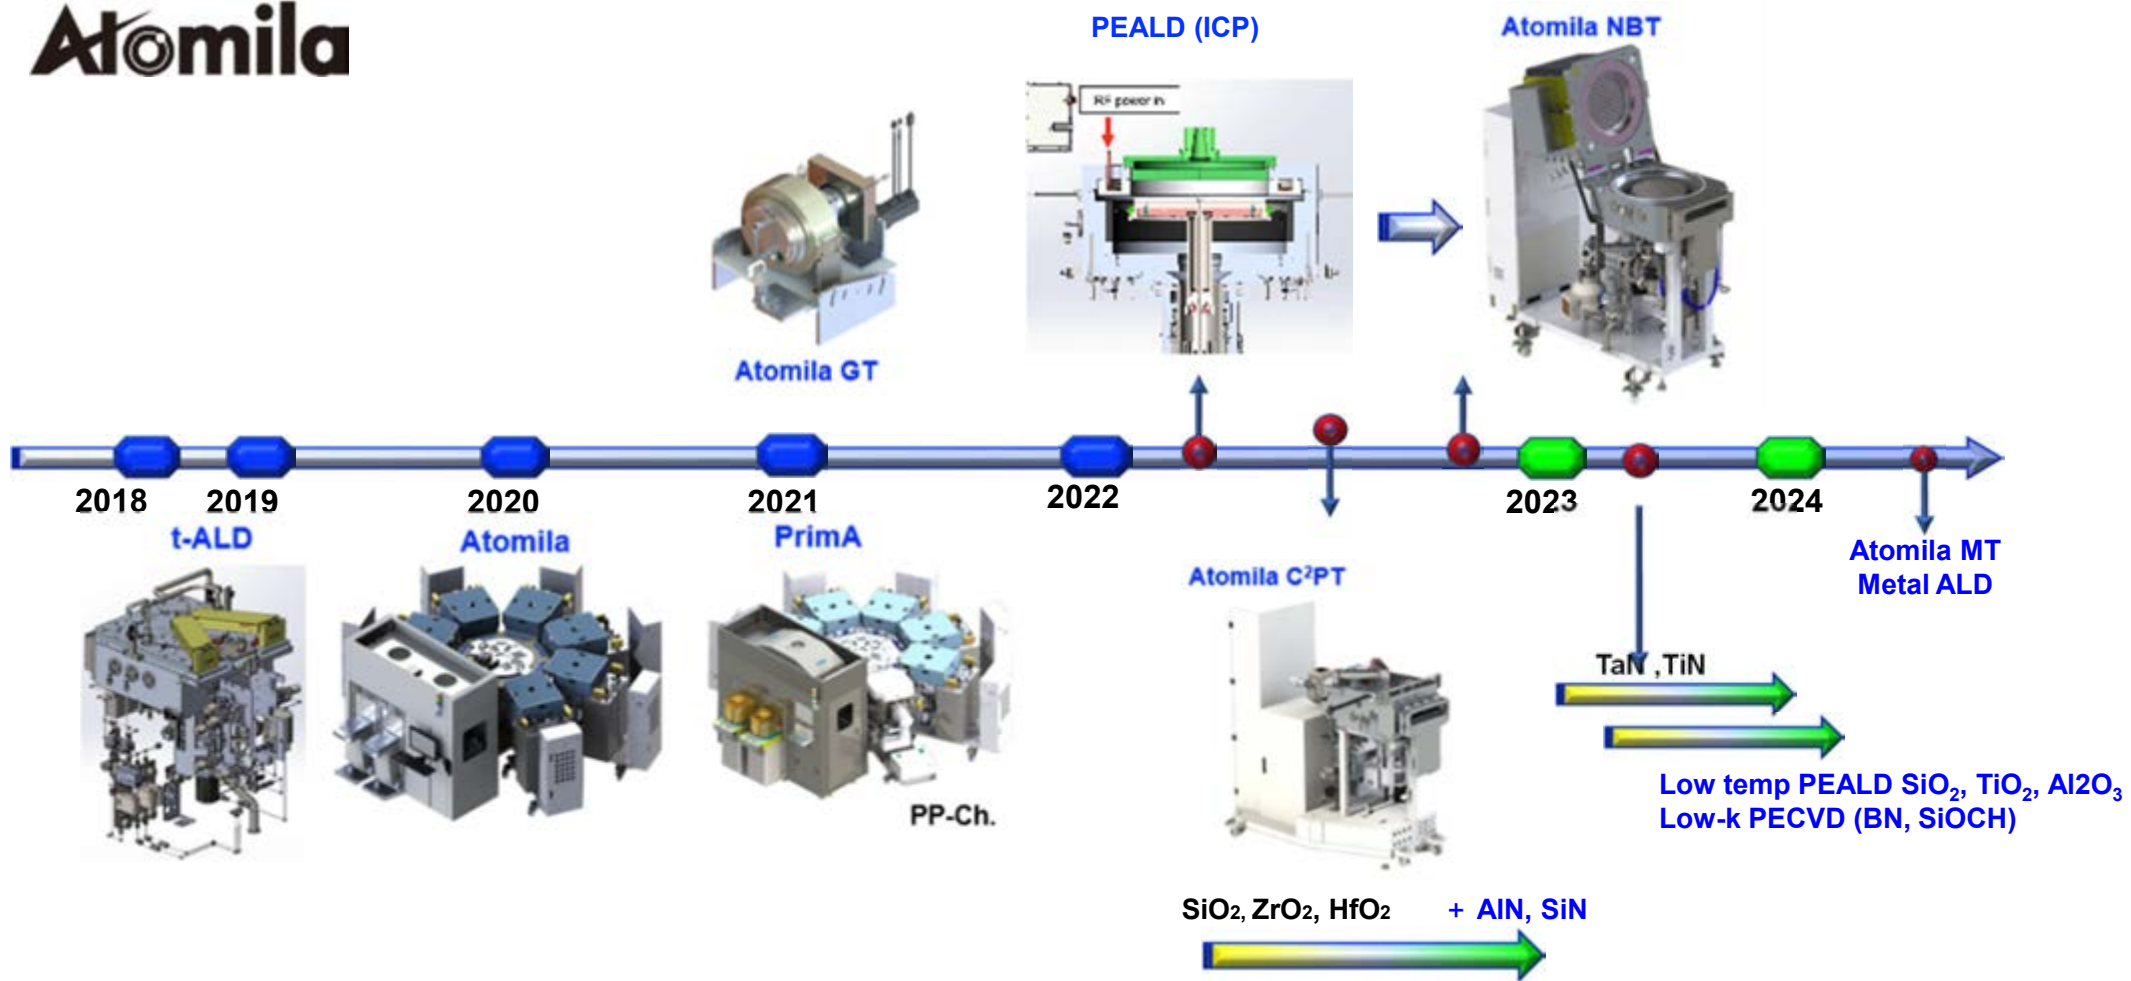 Atomila
PEALD (ICP)
Atomila NBT
RF power in
Atomila GT
2018
2019
2020
2021
2022
2023
2024
t-ALD
Atomila
PrimA
Atomila C²PT
Atomila MT
Metal ALD
TaN ,TiN
PP-Ch.
Low temp PEALD SiO₂, TiO₂, Al2O₃
Low-k PECVD (BN, SiOCH)
SiO₂, ZrO₂, HfO₂ + AlN, SiN